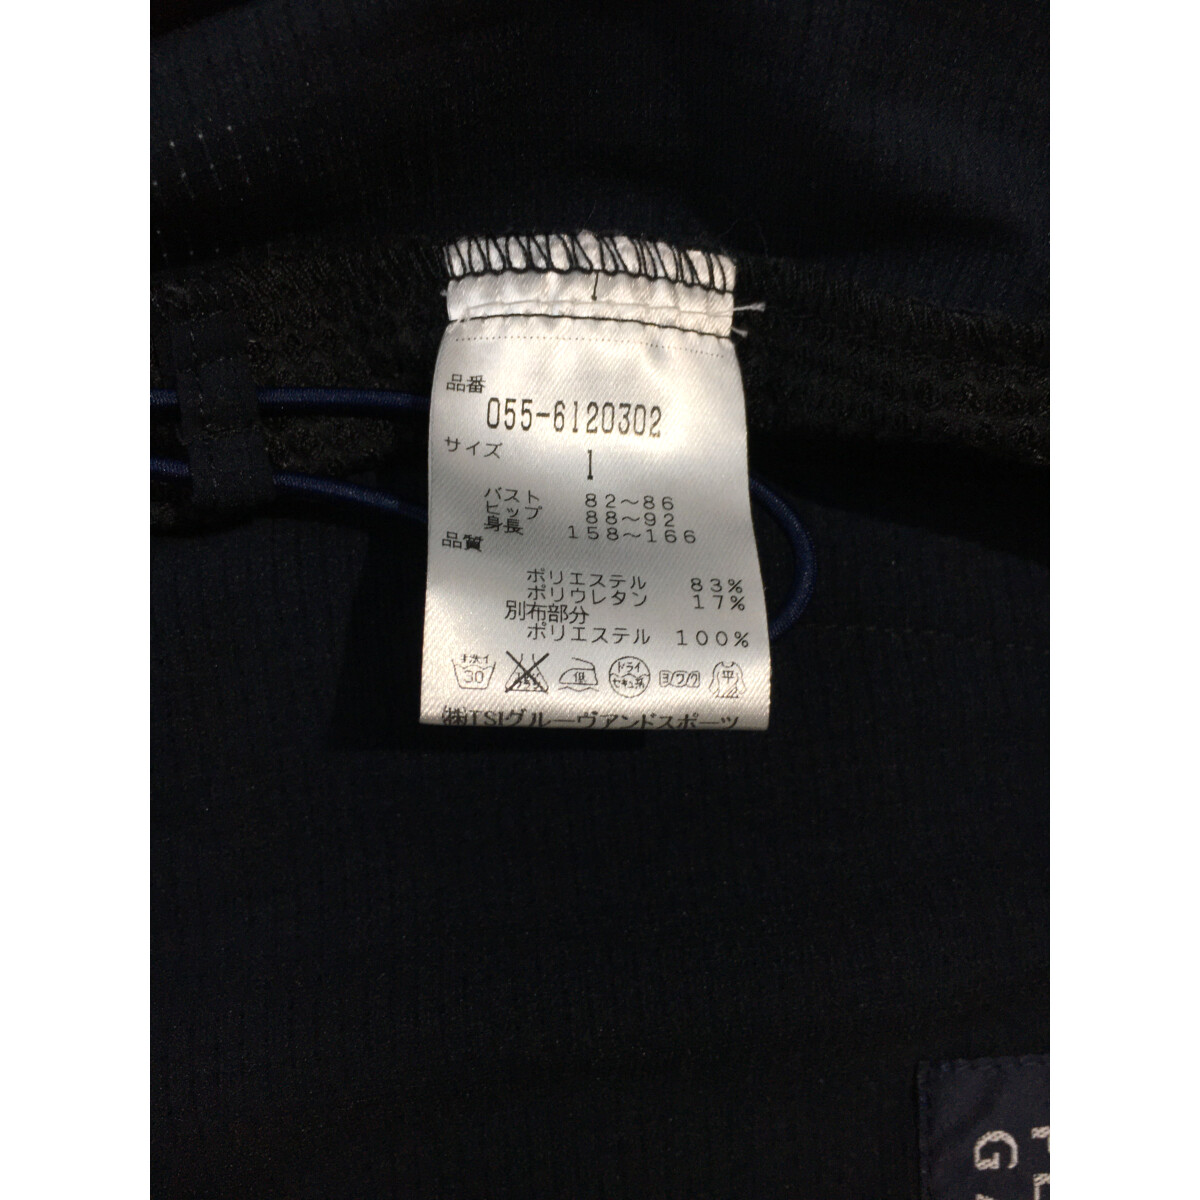 品番
055-6120302
サイズ
1
バスト 82～86
ヒップ 88～92
身長 158～166
品質
ポリエステル 83%
ポリウレタン 17%
別布部分
ポリエステル 100%
手洗イ 30 低 ドライ セキユ系 ヨワク 平
(株)TSIグルーヴアンドスポーツ